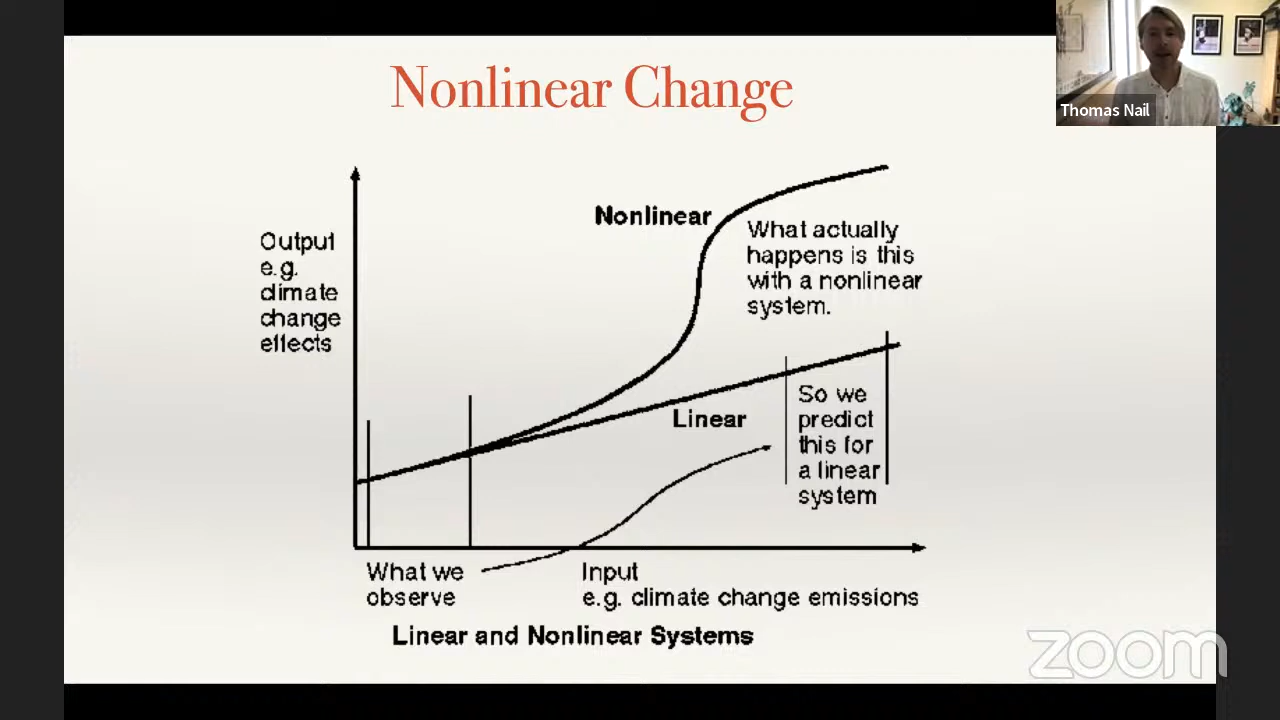 Nonlinear Change
Thomas Nail
Nonlinear
Output
e.g.
climate
change
effects
What actually
happens is this
with a nonlinear
system.
Linear
So we
predict
this for
a linear
system
What we
observe
Input
e.g. climate change emissions
Linear and Nonlinear Systems
zoom